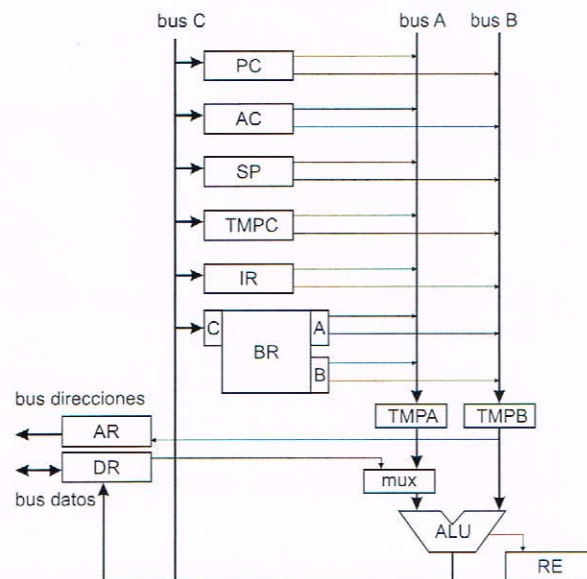 bus C
bus A
bus B
PC
AC
SP
TMPC
IR
C
BR
A
B
bus direcciones
AR
DR
bus datos
TMPA
TMPB
mux
ALU
RE